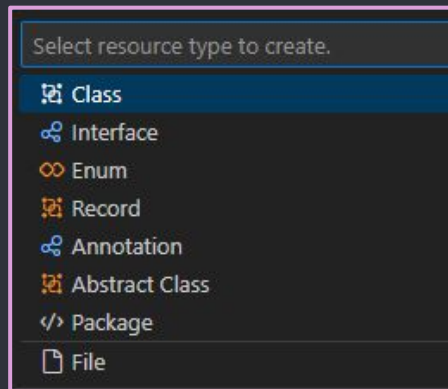 Select resource type to create.
Class
Interface
Enum
Record
Annotation
Abstract Class
Package
File